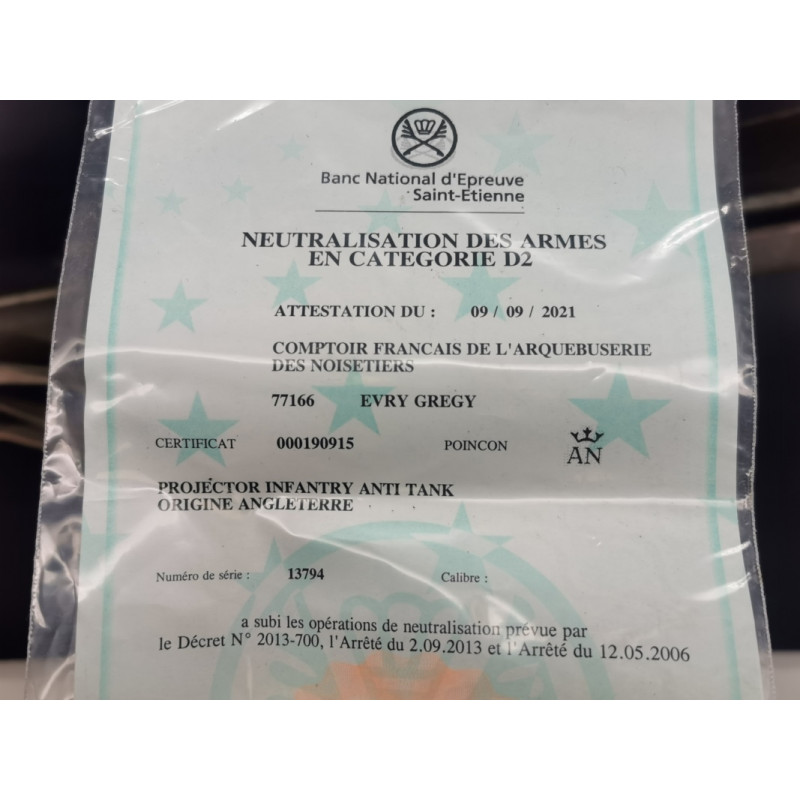 Banc National d'Epreuve
Saint-Etienne
NEUTRALISATION DES ARMES
EN CATEGORIE D2
ATTESTATION DU : 09 / 09 / 2021
COMPTOIR FRANCAIS DE L'ARQUEBUSERIE
DES NOISETIERS
77166 EVRY GREGY
CERTIFICAT 000190915 POINCON AN
PROJECTOR INFANTRY ANTI TANK
ORIGINE ANGLETERRE
Numéro de série : 13794 Calibre :
a subi les opérations de neutralisation prévue par
le Décret N° 2013-700, l'Arrêté du 2.09.2013 et l'Arrêté du 12.05.2006